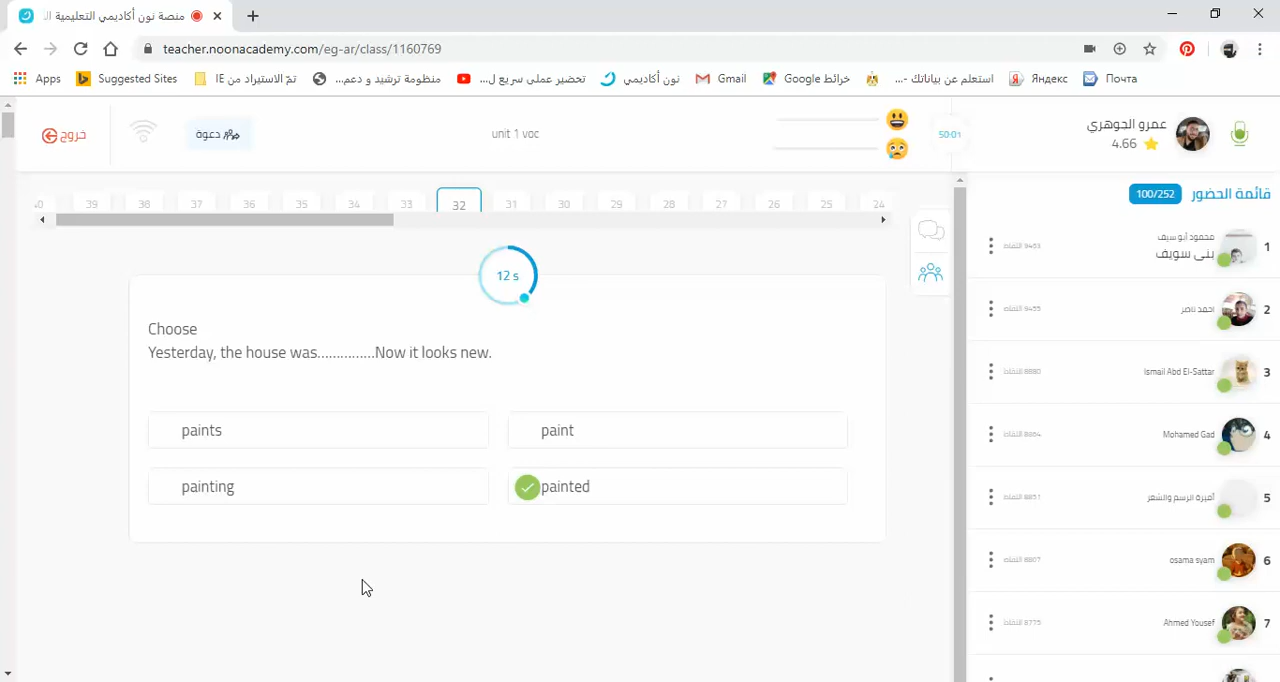 منصة نون أكاديمي التعليمية
teacher.noonacademy.com/eg-ar/class/1160769
Apps
Suggested Sites
تمّ الاستيراد من IE
منظومة ترشيد و دعم...
تحضير عملى سريع ل...
نون أكاديمي
Gmail
خرائط Google
استعلم عن بياناتك -...
Яндекс
Почта
خروج
دعوة
unit 1 voc
50:01
عمرو الجوهري
4.66
قائمة الحضور
100/252
39 38 37 36 35 34 33 32 31 30 29 28 27 26 25 24
12 s
Choose
Yesterday, the house was...............Now it looks new.
paints
paint
painting
painted
محمود أبو سيف
بنى سويف
1
احمد ناصر
2
Ismail Abd El-Sattar
3
Mohamed Gad
4
أميرة الرسم والشعر
5
osama syam
6
Ahmed Yousef
7